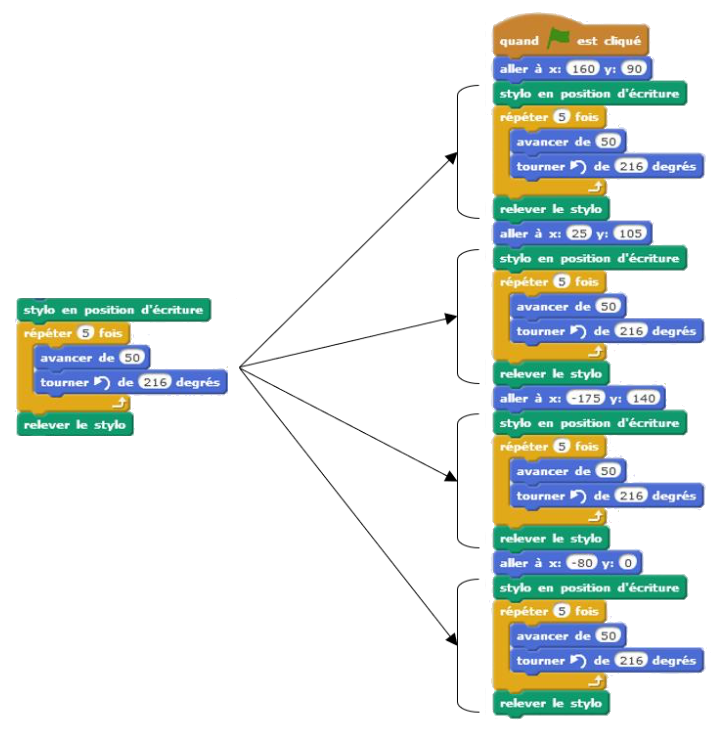 stylo en position d'écriture
répéter 5 fois
avancer de 50
tourner de 216 degrés
relever le stylo
quand est cliqué
aller à x: 160 y: 90
stylo en position d'écriture
répéter 5 fois
avancer de 50
tourner de 216 degrés
relever le stylo
aller à x: 25 y: 105
stylo en position d'écriture
répéter 5 fois
avancer de 50
tourner de 216 degrés
relever le stylo
aller à x: -175 y: 140
stylo en position d'écriture
répéter 5 fois
avancer de 50
tourner de 216 degrés
relever le stylo
aller à x: -80 y: 0
stylo en position d'écriture
répéter 5 fois
avancer de 50
tourner de 216 degrés
relever le stylo